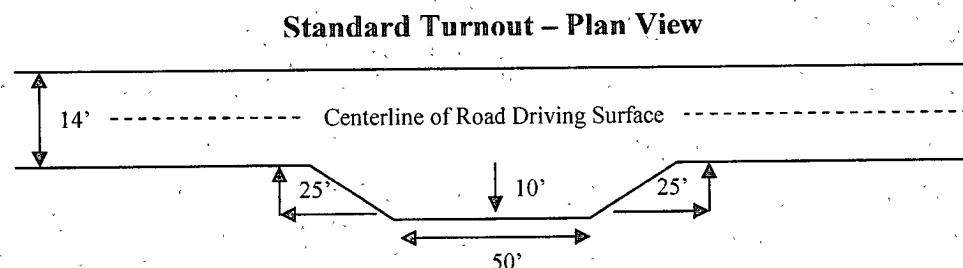 Standard Turnout – Plan View
14’
Centerline of Road Driving Surface
25’
10’
25’
50’